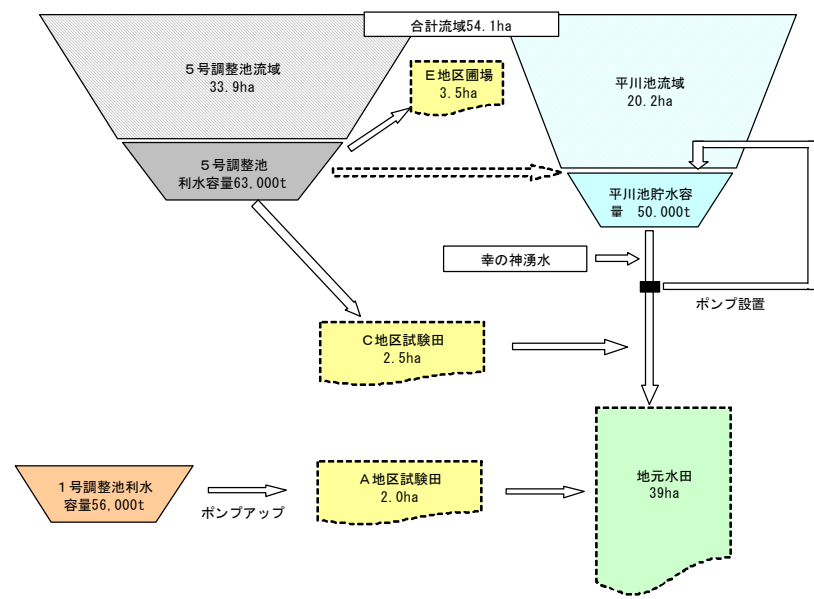 合計流域54.1ha
5号調整池流域
33.9ha
E地区圃場
3.5ha
平川池流域
20.2ha
5号調整池
利水容量63,000t
平川池貯水容
量 50.000t
幸の神湧水
ポンプ設置
C地区試験田
2.5ha
1号調整池利水
容量56,000t
ポンプアップ
A地区試験田
2.0ha
地元水田
39ha